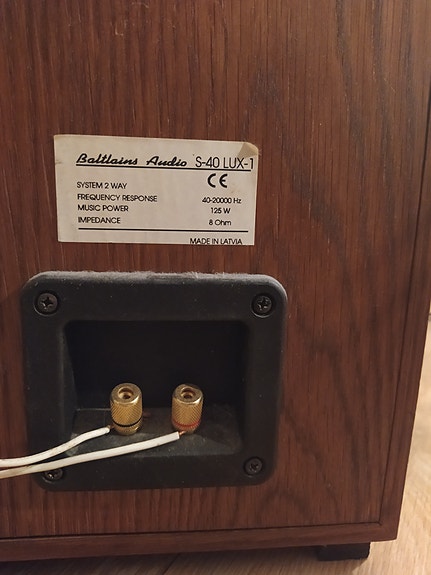 Baltlains Audio S-40 LUX-1
CE
SYSTEM 2 WAY
FREQUENCY RESPONSE 40-20000 Hz
MUSIC POWER 125 W
IMPEDANCE 8 Ohm
MADE IN LATVIA